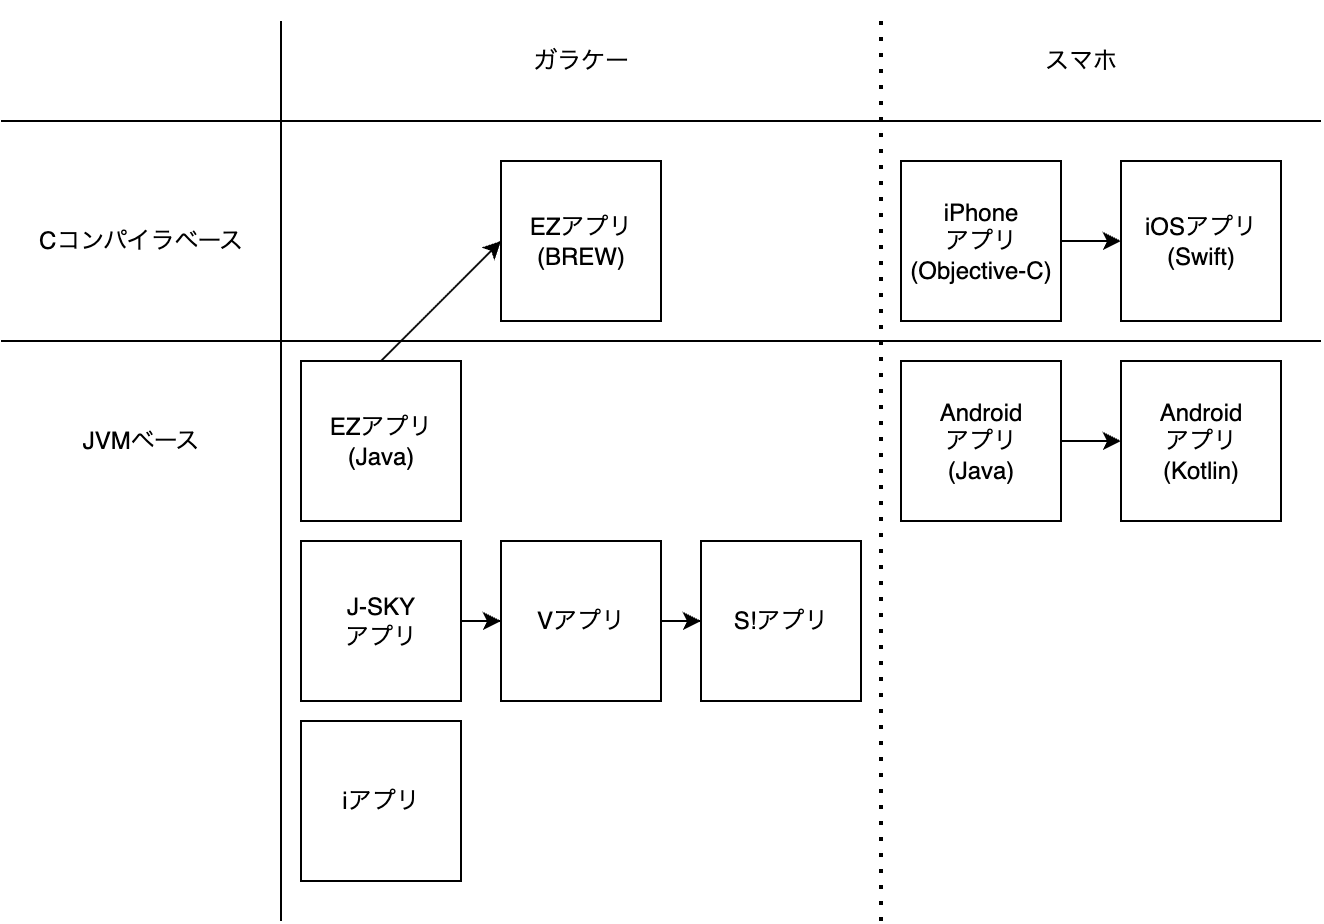 ガラケー
スマホ
Cコンパイラベース
EZアプリ
(BREW)
iPhone
アプリ
(Objective-C)
iOSアプリ
(Swift)
JVMベース
EZアプリ
(Java)
Android
アプリ
(Java)
Android
アプリ
(Kotlin)
J-SKY
アプリ
Vアプリ
S!アプリ
iアプリ